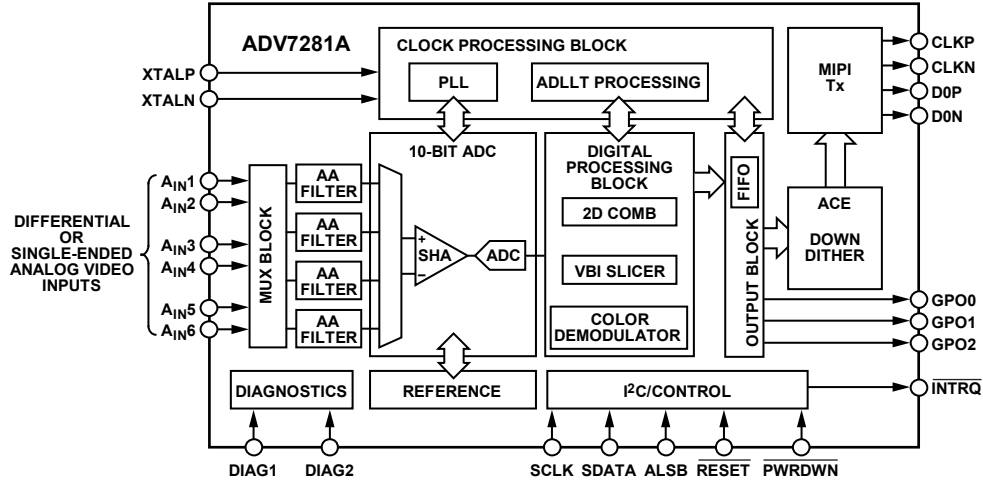 ADV7281A
CLOCK PROCESSING BLOCK
PLL
ADLLT PROCESSING
XTALP
XTALN
MIPI
Tx
CLKP
CLKN
D0P
D0N
10-BIT ADC
DIGITAL
PROCESSING
BLOCK
2D COMB
VBI SLICER
COLOR
DEMODULATOR
FIFO
OUTPUT BLOCK
ACE
DOWN
DITHER
DIFFERENTIAL
OR
SINGLE-ENDED
ANALOG VIDEO
INPUTS
AIN1
AIN2
AIN3
AIN4
AIN5
AIN6
MUX BLOCK
AA
FILTER
AA
FILTER
AA
FILTER
AA
FILTER
+
SHA
–
ADC
GPO0
GPO1
GPO2
DIAGNOSTICS
REFERENCE
I2C/CONTROL
INTRQ
DIAG1
DIAG2
SCLK
SDATA
ALSB
RESET
PWRDWN